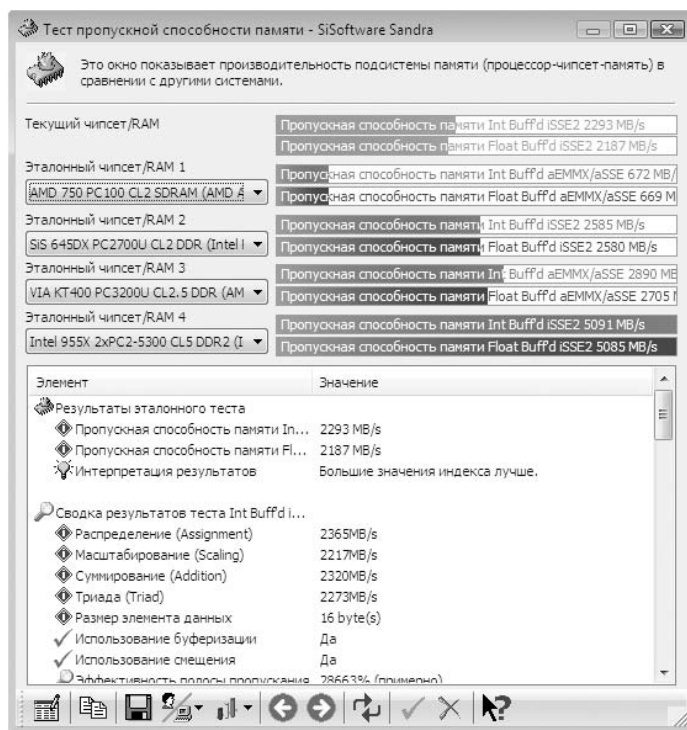 Тест пропускной способности памяти - SiSoftware Sandra
Это окно показывает производительность подсистемы памяти (процессор-чипсет-память) в
сравнении с другими системами.
Текущий чипсет/RAM
Пропускная способность памяти Int Buff'd iSSE2 2293 MB/s
Пропускная способность памяти Float Buff'd iSSE2 2187 MB/s
Эталонный чипсет/RAM 1
Пропускная способность памяти Int Buff'd aEMMX/aSSE 672 MB/
AMD 750 PC100 CL2 SDRAM (AMD A
Пропускная способность памяти Float Buff'd aEMMX/aSSE 669 M
Эталонный чипсет/RAM 2
Пропускная способность памяти Int Buff'd iSSE2 2585 MB/s
SiS 645DX PC2700U CL2 DDR (Intel
Пропускная способность памяти Float Buff'd iSSE2 2580 MB/s
Эталонный чипсет/RAM 3
Пропускная способность памяти Int Buff'd aEMMX/aSSE 2890 MB
VIA KT400 PC3200U CL2.5 DDR (AM
Пропускная способность памяти Float Buff'd aEMMX/aSSE 2705
Эталонный чипсет/RAM 4
Пропускная способность памяти Int Buff'd iSSE2 5091 MB/s
Intel 955X 2xPC2-5300 CL5 DDR2 (I
Пропускная способность памяти Float Buff'd iSSE2 5085 MB/s
Элемент Значение
Результаты эталонного теста
Пропускная способность памяти In... 2293 MB/s
Пропускная способность памяти Fl... 2187 MB/s
Интерпретация результатов Большие значения индекса лучше.
Сводка результатов теста Int Buff'd i...
Распределение (Assignment) 2365MB/s
Масштабирование (Scaling) 2217MB/s
Суммирование (Addition) 2320MB/s
Триада (Triad) 2273MB/s
Размер элемента данных 16 byte(s)
Использование буферизации Да
Использование смещения Да
Эффективность полосы пропускания 28663% (примерно)